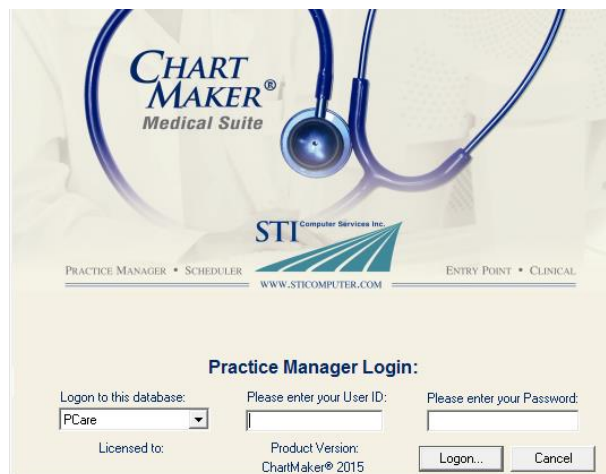 CHART
MAKER®
Medical Suite
STI Computer Services Inc.
PRACTICE MANAGER • SCHEDULER
ENTRY POINT • CLINICAL
WWW.STICOMPUTER.COM
Practice Manager Login:
Logon to this database:
Please enter your User ID:
Please enter your Password:
PCare
Licensed to:
Product Version:
ChartMaker® 2015
Logon...
Cancel